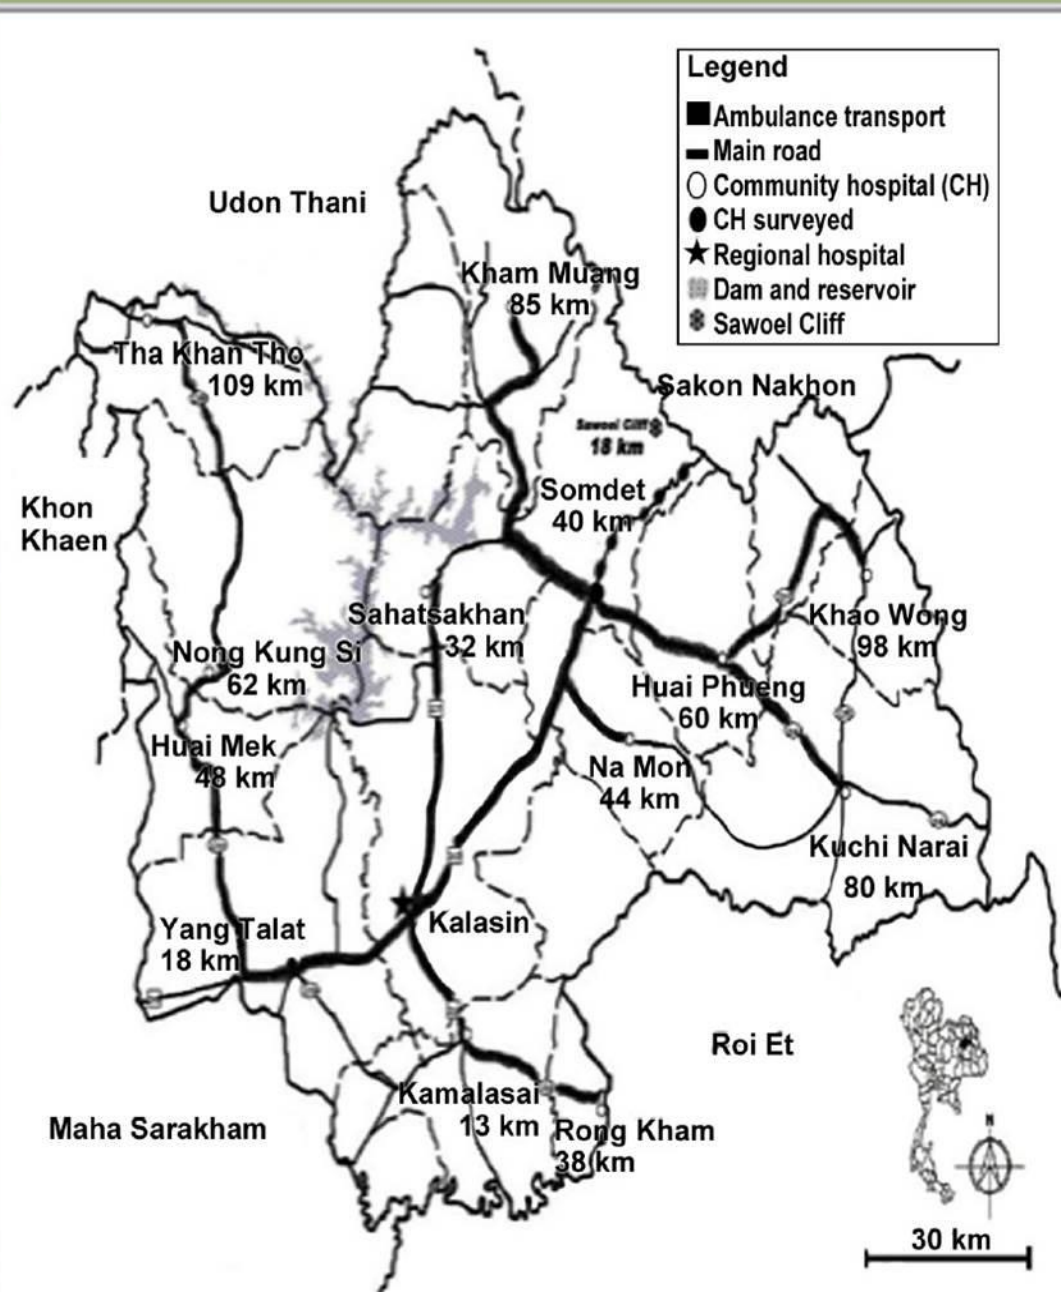 Legend
Ambulance transport
Main road
Community hospital (CH)
CH surveyed
Regional hospital
Dam and reservoir
Sawoel Cliff
Udon Thani
Kham Muang
85 km
Tha Khan Tho
109 km
Sakon Nakhon
Sawoel Cliff
18 km
Somdet
40 km
Khon
Khaen
Sahatsakhan
32 km
Khao Wong
98 km
Nong Kung Si
62 km
Huai Phueng
60 km
Huai Mek
48 km
Na Mon
44 km
Kuchi Narai
80 km
Kalasin
Yang Talat
18 km
Roi Et
Kamalasai
13 km
Rong Kham
38 km
Maha Sarakham
N
30 km